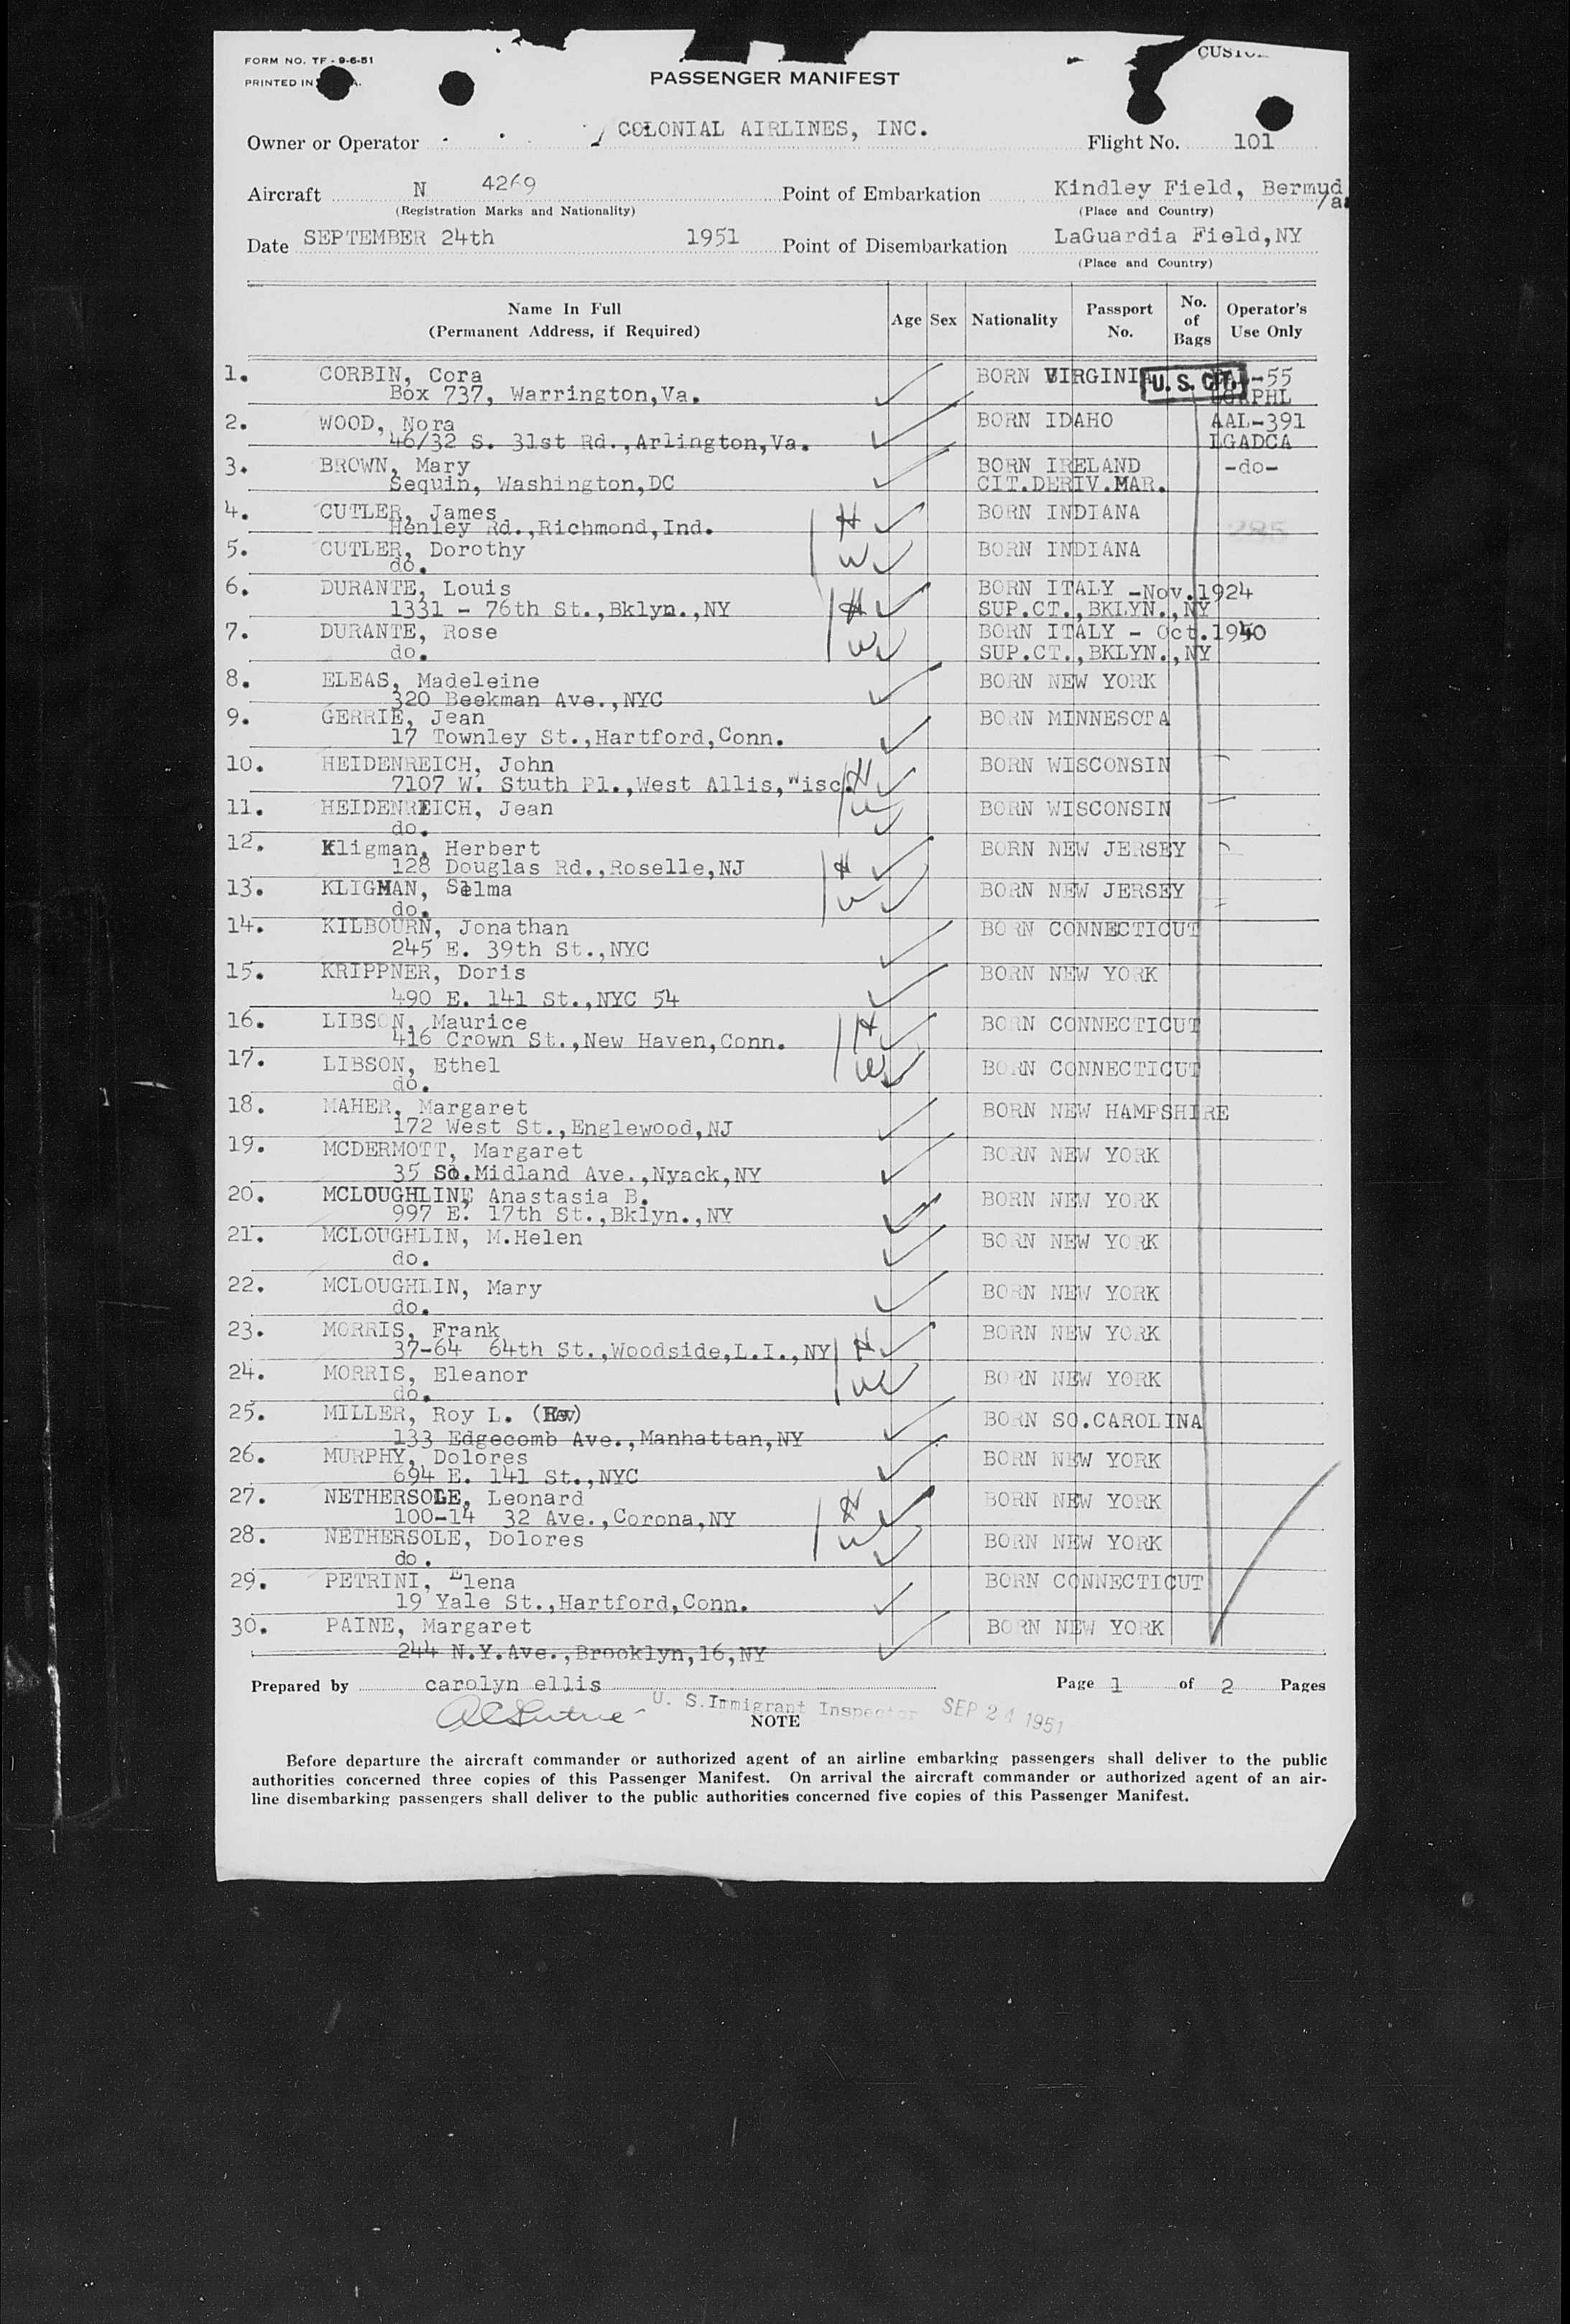 FORM NO. TF - 9-6-51
PRINTED IN
PASSENGER MANIFEST
Owner or Operator COLONIAL AIRLINES, INC. Flight No. 101
Aircraft N 4269 Point of Embarkation Kindley Field, Bermud
/a
(Registration Marks and Nationality) (Place and Country)
Date SEPTEMBER 24th 1951 Point of Disembarkation LaGuardia Field,NY
(Place and Country)
Name In Full (Permanent Address, if Required) Age Sex Nationality Passport No. No. of Bags Operator's Use Only
1. CORBIN, Cora BORN VIRGINIA U. S. CIT. -55
Box 737, Warrington,Va.
2. WOOD, Nora BORN IDAHO AAL-391
46/32 S. 31st Rd.,Arlington,Va. LGADCA
3. BROWN, Mary BORN IRELAND -do-
Sequin, Washington,DC CIT.DERIV.MAR.
4. CUTLER, James H BORN INDIANA
Henley Rd.,Richmond,Ind. 285
5. CUTLER, Dorothy W BORN INDIANA
do.
6. DURANTE, Louis H BORN ITALY -Nov.1924
1331 - 76th St.,Bklyn.,NY SUP.CT.,BKLYN.,NY
7. DURANTE, Rose W BORN ITALY - Oct.1940
do. SUP.CT.,BKLYN.,NY
8. ELEAS, Madeleine BORN NEW YORK
320 Beekman Ave.,NYC
9. GERRIE, Jean BORN MINNESOTA
17 Townley St.,Hartford,Conn.
10. HEIDENREICH, John H BORN WISCONSIN
7107 W. Stuth Pl.,West Allis,Wisc.
11. HEIDENREICH, Jean W BORN WISCONSIN
do.
12. Kligman, Herbert H BORN NEW JERSEY
128 Douglas Rd.,Roselle,NJ
13. KLIGMAN, Selma W BORN NEW JERSEY
do.
14. KILBOURN, Jonathan BORN CONNECTICUT
245 E. 39th St.,NYC
15. KRIPPNER, Doris BORN NEW YORK
490 E. 141 St.,NYC 54
16. LIBSON, Maurice H BORN CONNECTICUT
416 Crown St.,New Haven,Conn.
17. LIBSON, Ethel W BORN CONNECTICUT
do.
18. MAHER, Margaret BORN NEW HAMPSHIRE
172 West St.,Englewood,NJ
19. MCDERMOTT, Margaret BORN NEW YORK
35 So.Midland Ave.,Nyack,NY
20. MCLOUGHLIN, Anastasia B. BORN NEW YORK
997 E. 17th St.,Bklyn.,NY
21. MCLOUGHLIN, M.Helen BORN NEW YORK
do.
22. MCLOUGHLIN, Mary BORN NEW YORK
do.
23. MORRIS, Frank H BORN NEW YORK
37-64 64th St.,Woodside,L.I.,NY
24. MORRIS, Eleanor W BORN NEW YORK
do.
25. MILLER, Roy L. (Rev) BORN SO.CAROLINA
133 Edgecomb Ave.,Manhattan,NY
26. MURPHY, Dolores BORN NEW YORK
694 E. 141 St.,NYC
27. NETHERSOLE, Leonard H BORN NEW YORK
100-14 32 Ave.,Corona,NY
28. NETHERSOLE, Dolores W BORN NEW YORK
do.
29. PETRINI, Elena BORN CONNECTICUT
19 Yale St.,Hartford,Conn.
30. PAINE, Margaret BORN NEW YORK
244 N.Y.Ave.,Brooklyn,16,NY
Prepared by carolyn ellis Page 1 of 2 Pages
U. S. Immigrant Inspector SEP 24 1951
NOTE
Before departure the aircraft commander or authorized agent of an airline embarking passengers shall deliver to the public
authorities concerned three copies of this Passenger Manifest. On arrival the aircraft commander or authorized agent of an air-
line disembarking passengers shall deliver to the public authorities concerned five copies of this Passenger Manifest.